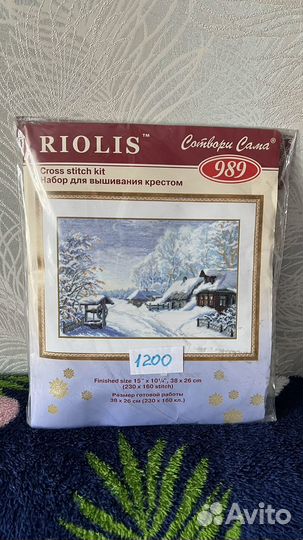 RIOLIS™
Сотвори Сама®
Cross stitch kit
Набор для вышивания крестом
989
1200
Finished size 15" x 10¼", 38 x 26 cm
(230 x 160 stitch)
Размер готовой работы
38 x 26 см (230 x 160 кл.)
Avito